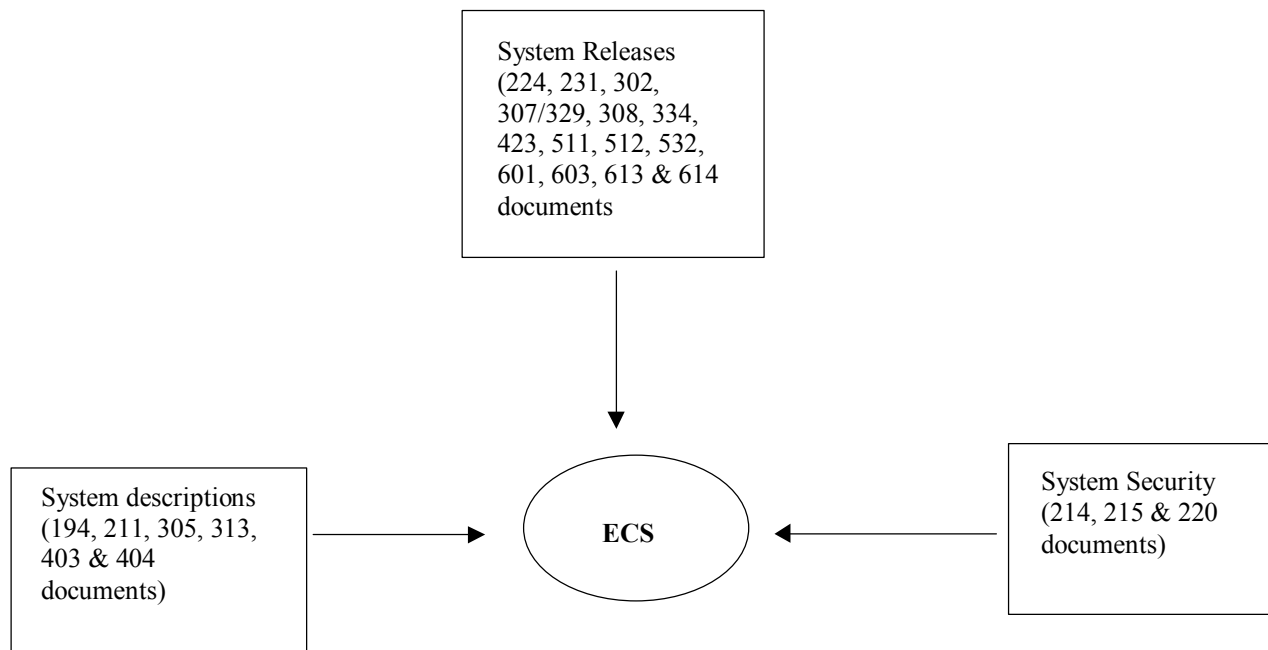 System Releases
(224, 231, 302,
307/329, 308, 334,
423, 511, 512, 532,
601, 603, 613 & 614
documents
System descriptions
(194, 211, 305, 313,
403 & 404
documents)
ECS
System Security
(214, 215 & 220
documents)